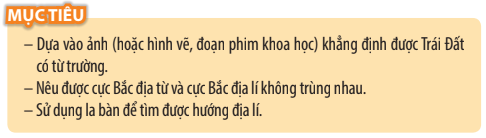 MỤC TIÊU
– Dựa vào ảnh (hoặc hình vẽ, đoạn phim khoa học) khẳng định được Trái Đất
có từ trường.
– Nêu được cực Bắc địa từ và cực Bắc địa lí không trùng nhau.
– Sử dụng la bàn để tìm được hướng địa lí.